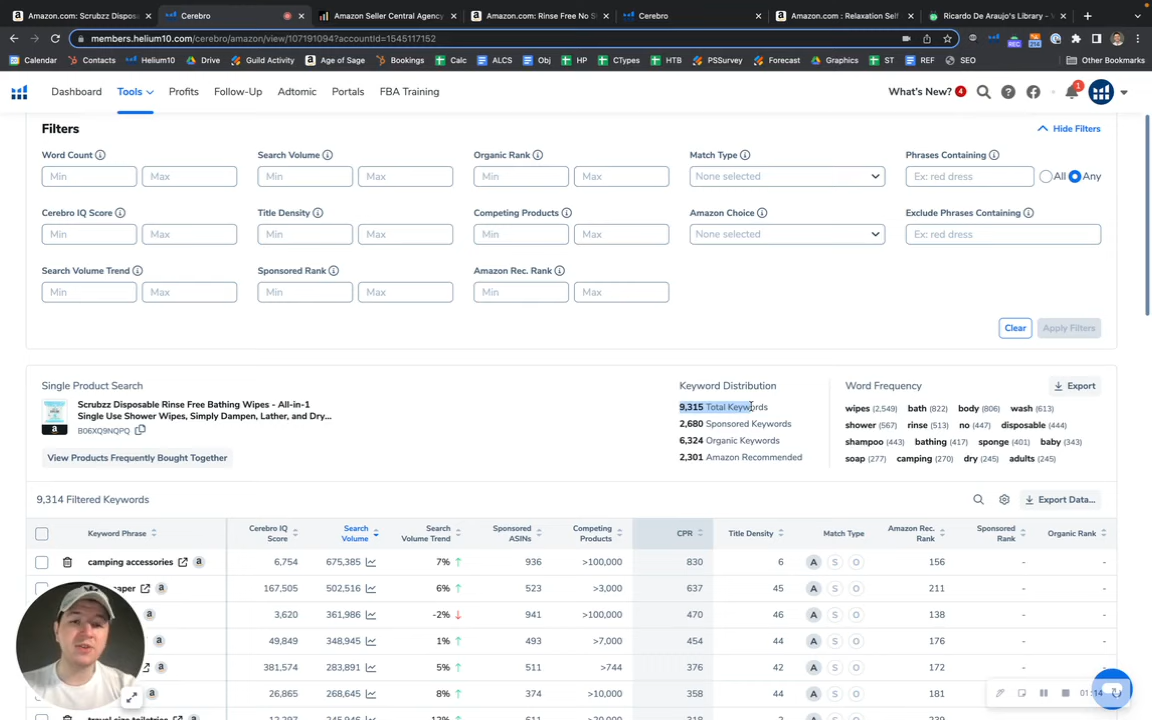 Amazon.com: Scrubzz Dispos
Cerebro
Amazon Seller Central Agency
Amazon.com: Rinse Free No S
Cerebro
Amazon.com : Relaxation Self
Ricardo De Araujo's Library -
members.helium10.com/cerebro/amazon/view/107191094?accountId=1545117152
Calendar
Contacts
Helium10
Drive
Guild Activity
Age of Sage
Bookings
Calc
ALCS
Obj
HP
CTypes
HTB
PSSurvey
Forecast
Graphics
ST
REF
SEO
Other Bookmarks
Dashboard
Tools
Profits
Follow-Up
Adtomic
Portals
FBA Training
What's New? 4
1
Filters
Hide Filters
Word Count
Search Volume
Organic Rank
Match Type
Phrases Containing
Min
Max
Min
Max
Min
Max
None selected
Ex: red dress
All
Any
Cerebro IQ Score
Title Density
Competing Products
Amazon Choice
Exclude Phrases Containing
Min
Max
Min
Max
Min
Max
None selected
Ex: red dress
Search Volume Trend
Sponsored Rank
Amazon Rec. Rank
Min
Max
Min
Max
Min
Max
Clear
Apply Filters
Single Product Search
Scrubzz Disposable Rinse Free Bathing Wipes - All-in-1
Single Use Shower Wipes, Simply Dampen, Lather, and Dry...
B06XQ9NQPQ
View Products Frequently Bought Together
Keyword Distribution
9,315 Total Keywords
2,680 Sponsored Keywords
6,324 Organic Keywords
2,301 Amazon Recommended
Word Frequency
Export
wipes (2,549) bath (822) body (806) wash (613)
shower (567) rinse (513) no (447) disposable (444)
shampoo (443) bathing (417) sponge (401) baby (343)
soap (277) camping (270) dry (245) adults (245)
9,314 Filtered Keywords
Export Data...
Keyword Phrase
Cerebro IQ Score
Search Volume
Search Volume Trend
Sponsored ASINs
Competing Products
CPR
Title Density
Match Type
Amazon Rec. Rank
Sponsored Rank
Organic Rank
camping accessories 6,754 675,385 7% 936 >100,000 830 6 A S O 156 - -
167,505 502,516 6% 523 >3,000 637 45 A S O 211 - -
3,620 361,986 -2% 941 >100,000 470 46 A S O 138 - -
49,849 348,945 1% 493 >7,000 454 44 A S O 176 - -
381,574 283,891 5% 511 >744 376 42 A S O 172 - -
26,865 268,645 8% 374 >10,000 358 44 A S O 181 - -
01:14